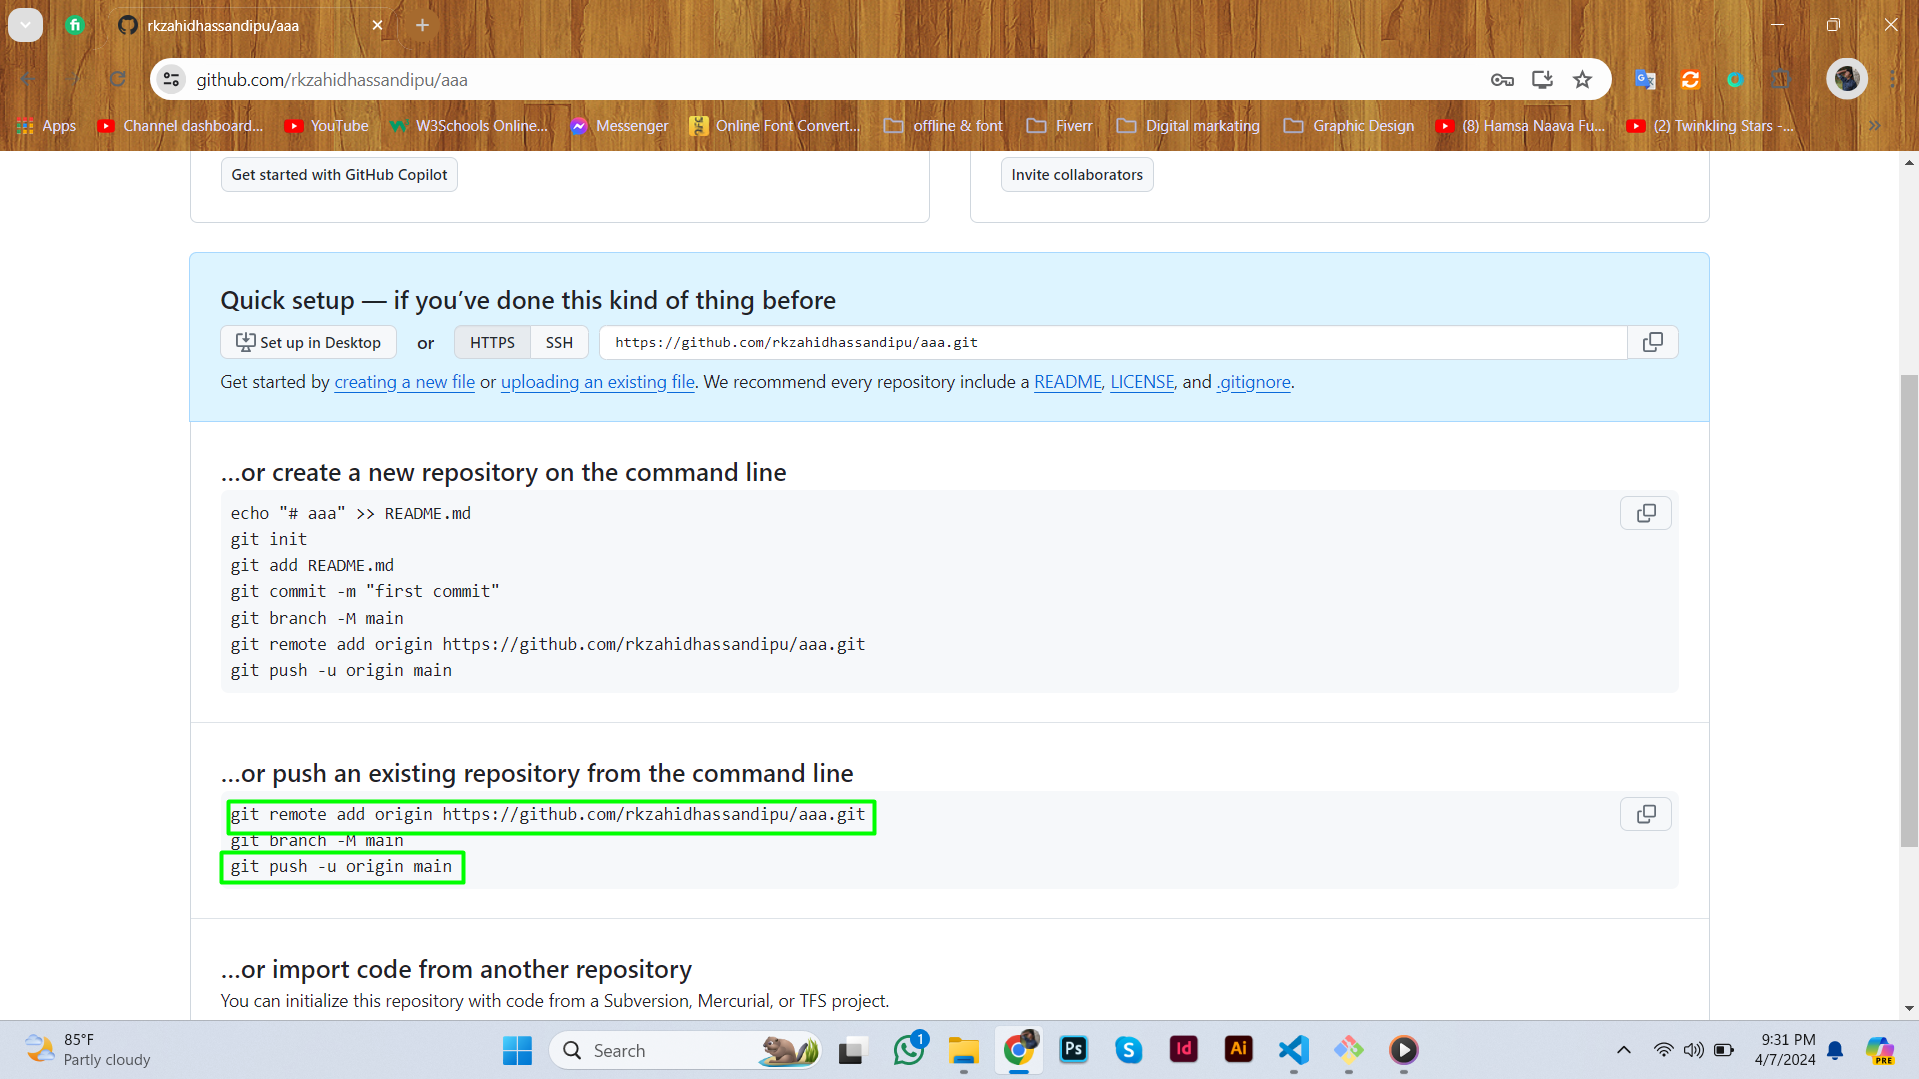 rkzahidhassandipu/aaa
github.com/rkzahidhassandipu/aaa
Apps
Channel dashboard...
YouTube
W3Schools Online...
Messenger
Online Font Convert...
offline & font
Fiverr
Digital markating
Graphic Design
(8) Hamsa Naava Fu...
(2) Twinkling Stars -...
Get started with GitHub Copilot
Invite collaborators
Quick setup — if you’ve done this kind of thing before
Set up in Desktop
or
HTTPS
SSH
https://github.com/rkzahidhassandipu/aaa.git
Get started by creating a new file or uploading an existing file. We recommend every repository include a README, LICENSE, and .gitignore.
…or create a new repository on the command line
echo "# aaa" >> README.md
git init
git add README.md
git commit -m "first commit"
git branch -M main
git remote add origin https://github.com/rkzahidhassandipu/aaa.git
git push -u origin main
…or push an existing repository from the command line
git remote add origin https://github.com/rkzahidhassandipu/aaa.git
git branch -M main
git push -u origin main
…or import code from another repository
You can initialize this repository with code from a Subversion, Mercurial, or TFS project.
85°F
Partly cloudy
Search
1
Ps
S
Id
Ai
9:31 PM
4/7/2024
PRE